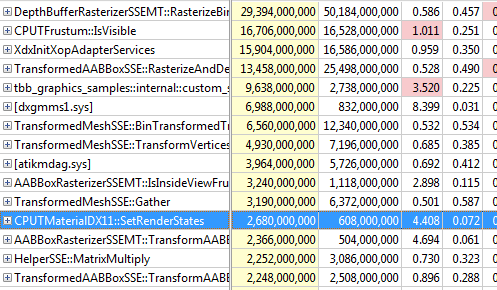 DepthBufferRasterizerSSEMT::RasterizeBin 29,394,000,000 50,184,000,000 0.586 0.457
CPUTFrustum::IsVisible 16,706,000,000 16,528,000,000 1.011 0.251
XdxInitXopAdapterServices 15,904,000,000 16,586,000,000 0.959 0.350
TransformedAABBoxSSE::RasterizeAndDe 13,458,000,000 25,498,000,000 0.528 0.490
tbb_graphics_samples::internal::custom_s 9,638,000,000 2,738,000,000 3.520 0.225
[dxgmms1.sys] 6,988,000,000 832,000,000 8.399 0.031
TransformedMeshSSE::BinTransformedTr 6,560,000,000 12,340,000,000 0.532 0.534
TransformedMeshSSE::TransformVertices 4,930,000,000 7,196,000,000 0.685 0.385
[atikmdag.sys] 3,964,000,000 5,726,000,000 0.692 0.412
AABBoxRasterizerSSEMT::IsInsideViewFru 3,240,000,000 1,118,000,000 2.898 0.115
TransformedMeshSSE::Gather 3,190,000,000 6,372,000,000 0.501 0.587
CPUTMaterialDX11::SetRenderStates 2,680,000,000 608,000,000 4.408 0.072
AABBoxRasterizerSSEMT::TransformAABB 2,366,000,000 504,000,000 4.694 0.061
HelperSSE::MatrixMultiply 2,252,000,000 3,086,000,000 0.730 0.323
TransformedAABBoxSSE::TransformAABB 2,248,000,000 2,508,000,000 0.896 0.288